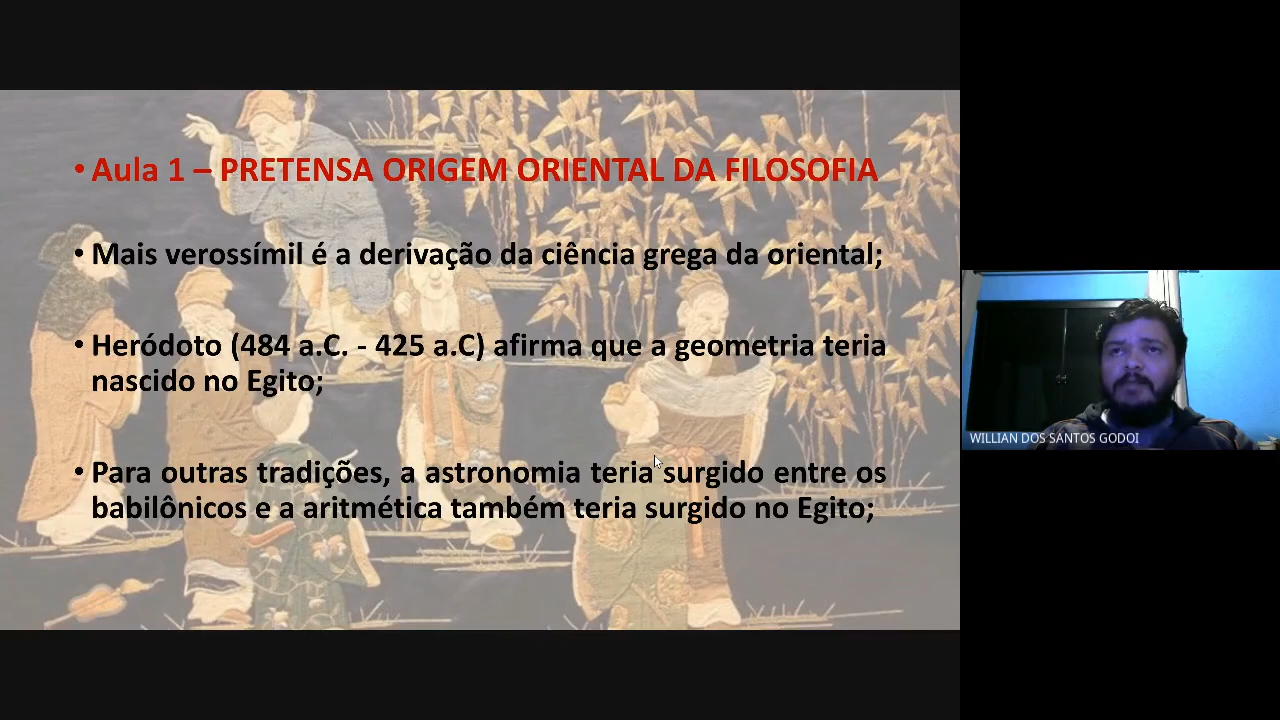 • Aula 1 – PRETENSA ORIGEM ORIENTAL DA FILOSOFIA
• Mais verossímil é a derivação da ciência grega da oriental;
• Heródoto (484 a.C. - 425 a.C) afirma que a geometria teria
nascido no Egito;
• Para outras tradições, a astronomia teria surgido entre os
babilônicos e a aritmética também teria surgido no Egito;
WILLIAN DOS SANTOS GODOI